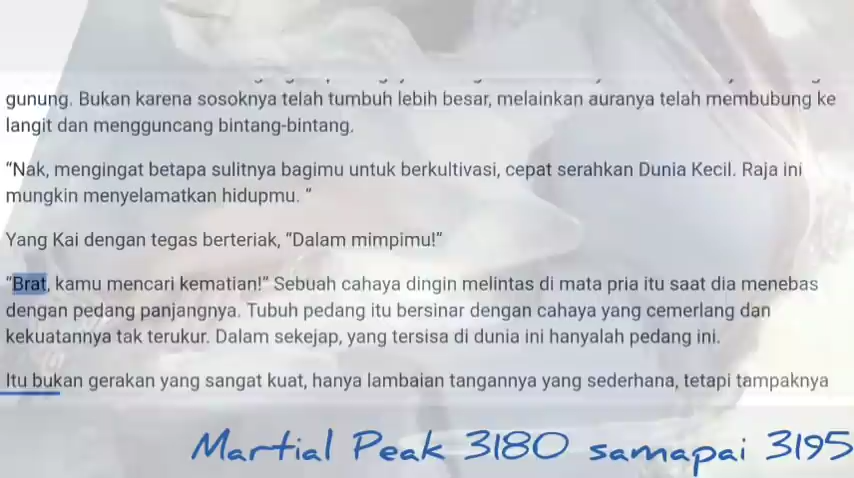 gunung. Bukan karena sosoknya telah tumbuh lebih besar, melainkan auranya telah membubung ke
langit dan mengguncang bintang-bintang.
“Nak, mengingat betapa sulitnya bagimu untuk berkultivasi, cepat serahkan Dunia Kecil. Raja ini
mungkin menyelamatkan hidupmu. ”
Yang Kai dengan tegas berteriak, “Dalam mimpimu!”
“Brat, kamu mencari kematian!” Sebuah cahaya dingin melintas di mata pria itu saat dia menebas
dengan pedang panjangnya. Tubuh pedang itu bersinar dengan cahaya yang cemerlang dan
kekuatannya tak terukur. Dalam sekejap, yang tersisa di dunia ini hanyalah pedang ini.
Itu bukan gerakan yang sangat kuat, hanya lambaian tangannya yang sederhana, tetapi tampaknya
Martial Peak 3180 samapai 3195